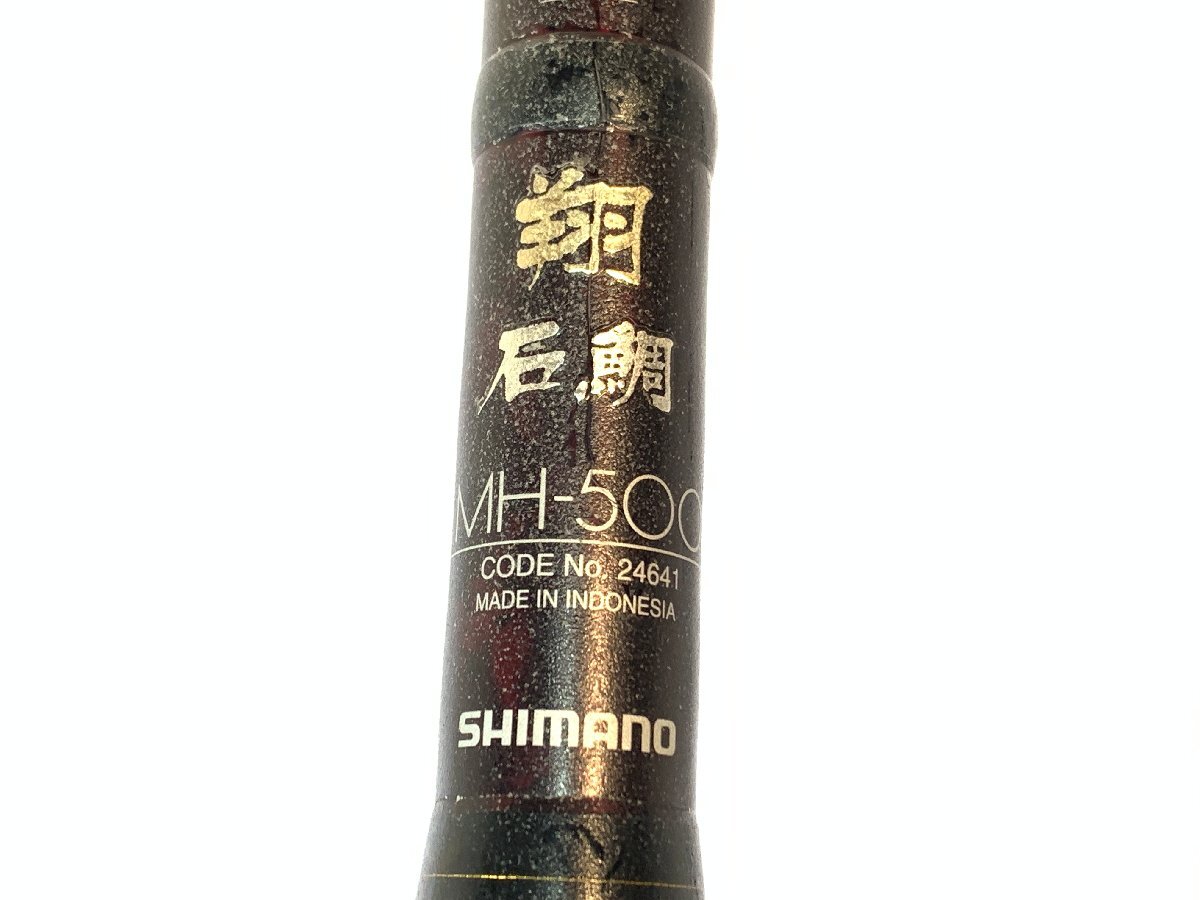 翔
石鯛
MH-500
CODE No. 24641
MADE IN INDONESIA
SHIMANO